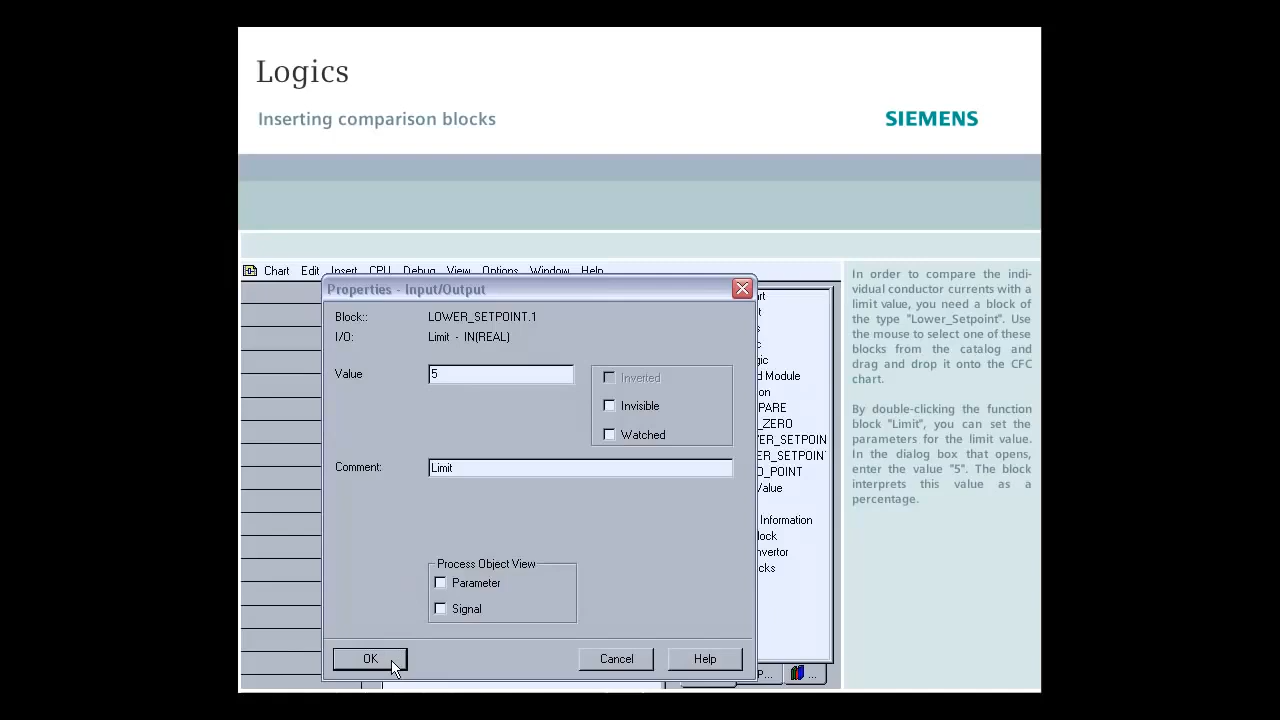 Logics
Inserting comparison blocks
SIEMENS
Chart Edit Insert CPU Debug View Options Window Help
Properties - Input/Output
Block:: LOWER_SETPOINT.1
I/O: Limit - IN(REAL)
Value 5
Inverted
Invisible
Watched
Comment: Limit
Process Object View
Parameter
Signal
OK Cancel Help
d Module
PARE
_ZERO
VER_SETPOIN
ER_SETPOIN
O_POINT
Information
P... ...
In order to compare the indi-
vidual conductor currents with a
limit value, you need a block of
the type "Lower_Setpoint". Use
the mouse to select one of these
blocks from the catalog and
drag and drop it onto the CFC
chart.
By double-clicking the function
block "Limit", you can set the
parameters for the limit value.
In the dialog box that opens,
enter the value "5". The block
interprets this value as a
percentage.